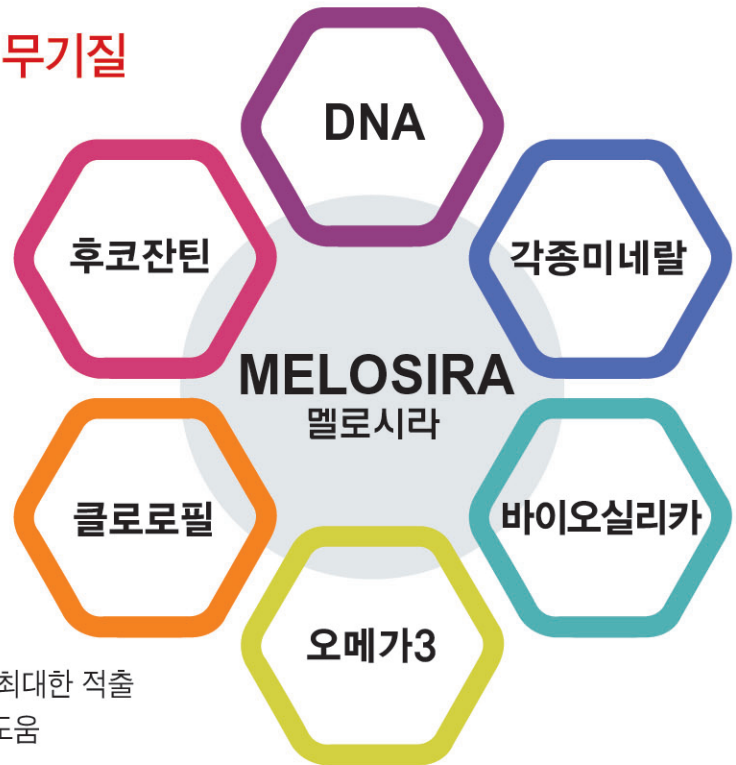 무기질
DNA
후코잔틴
각종미네랄
MELOSIRA
멜로시라
클로로필
바이오실리카
오메가3
최대한 적출
도움